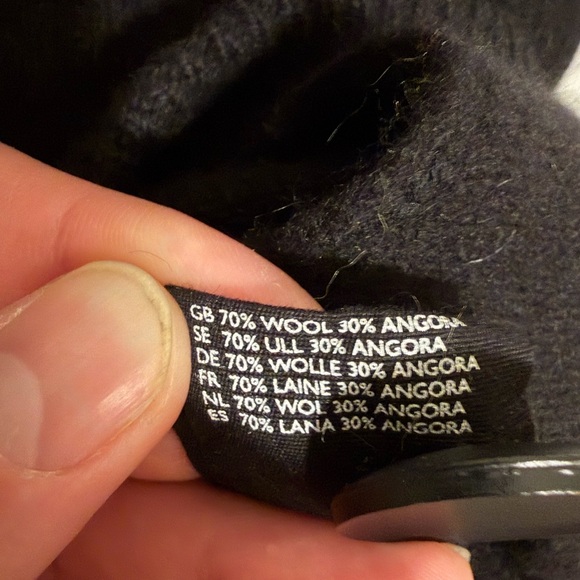 GB 70% WOOL 30% ANGORA
SE 70% ULL 30% ANGORA
DE 70% WOLLE 30% ANGORA
FR 70% LAINE 30% ANGORA
NL 70% WOL 30% ANGORA
ES 70% LANA 30% ANGORA